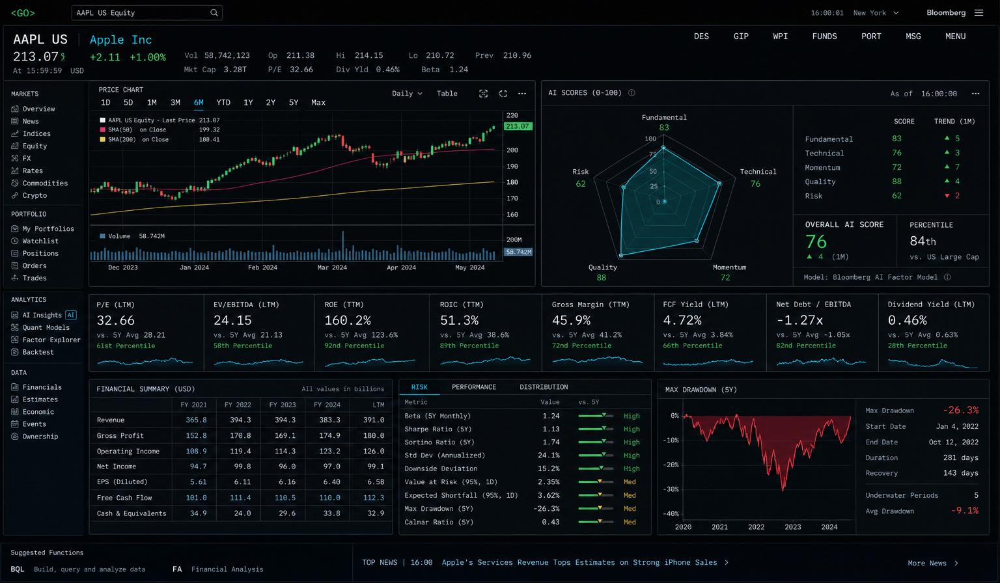 <GO>
AAPL US Equity
16:00:01 New York
Bloomberg
AAPL US | Apple Inc
DES GIP WPI FUNDS PORT MSG MENU
213.07 +2.11 +1.00%
At 15:59:59 USD
Vol 58,742,123 Op 211.38 Hi 214.15 Lo 210.72 Prev 210.96
Mkt Cap 3.28T P/E 32.66 Div Yld 0.46% Beta 1.24
MARKETS
Overview
News
Indices
Equity
FX
Rates
Commodities
Crypto
PORTFOLIO
My Portfolios
Watchlist
Positions
Orders
Trades
ANALYTICS
AI Insights AI
Quant Models
Factor Explorer
Backtest
DATA
Financials
Estimates
Economic
Events
Ownership
PRICE CHART
1D 5D 1M 3M 6M YTD 1Y 2Y 5Y Max
Daily Table
AAPL US Equity - Last Price 213.07
SMA(50) on Close 199.32
SMA(200) on Close 180.41
220
213.07
200
190
180
170
160
Volume 58.742M
200M
58.742M
Dec 2023 Jan 2024 Feb 2024 Mar 2024 Apr 2024 May 2024
AI SCORES (0-100)
As of 16:00:00
Fundamental
83
100
75
50
25
0
Technical
76
Momentum
72
Quality
88
Risk
62
SCORE TREND (1M)
Fundamental 83 ▲ 5
Technical 76 ▲ 3
Momentum 72 ▲ 7
Quality 88 ▲ 4
Risk 62 ▼ 2
OVERALL AI SCORE
76
▲ 4 (1M)
PERCENTILE
84th
vs. US Large Cap
Model: Bloomberg AI Factor Model
P/E (LTM)
32.66
vs. 5Y Avg 28.21
61st Percentile
EV/EBITDA (LTM)
24.15
vs. 5Y Avg 21.13
58th Percentile
ROE (TTM)
160.2%
vs. 5Y Avg 123.6%
92nd Percentile
ROIC (TTM)
51.3%
vs. 5Y Avg 38.6%
89th Percentile
Gross Margin (TTM)
45.9%
vs. 5Y Avg 41.2%
72nd Percentile
FCF Yield (LTM)
4.72%
vs. 5Y Avg 3.84%
66th Percentile
Net Debt / EBITDA
-1.27x
vs. 5Y Avg -1.05x
82nd Percentile
Dividend Yield (LTM)
0.46%
vs. 5Y Avg 0.63%
28th Percentile
FINANCIAL SUMMARY (USD) All values in billions
FY 2021 FY 2022 FY 2023 FY 2024 LTM
Revenue 365.8 394.3 394.3 383.3 391.0
Gross Profit 152.8 170.8 169.1 174.9 180.0
Operating Income 108.9 119.4 114.3 123.2 126.0
Net Income 94.7 99.8 96.0 97.0 99.1
EPS (Diluted) 5.61 6.11 6.16 6.40 6.58
Free Cash Flow 101.0 111.4 110.5 110.0 112.3
Cash & Equivalents 34.9 24.0 29.6 33.8 32.9
RISK PERFORMANCE DISTRIBUTION
Metric Value vs. 5Y
Beta (5Y Monthly) 1.24 High
Sharpe Ratio (5Y) 1.13 High
Sortino Ratio (5Y) 1.74 High
Std Dev (Annualized) 24.1% High
Downside Deviation 15.2% High
Value at Risk (95%, 1D) 2.35% Med
Expected Shortfall (95%, 1D) 3.62% Med
Max Drawdown (5Y) -26.3% Med
Calmar Ratio (5Y) 0.43 Med
MAX DRAWDOWN (5Y)
0%
-10%
-20%
-30%
-40%
2020 2021 2022 2023 2024
Max Drawdown -26.3%
Start Date Jan 4, 2022
End Date Oct 12, 2022
Duration 281 days
Recovery 143 days
Underwater Periods 5
Avg Drawdown -9.1%
Suggested Functions
BQL Build, query and analyze data FA Financial Analysis
TOP NEWS | 16:00 Apple's Services Revenue Tops Estimates on Strong iPhone Sales >
More News >